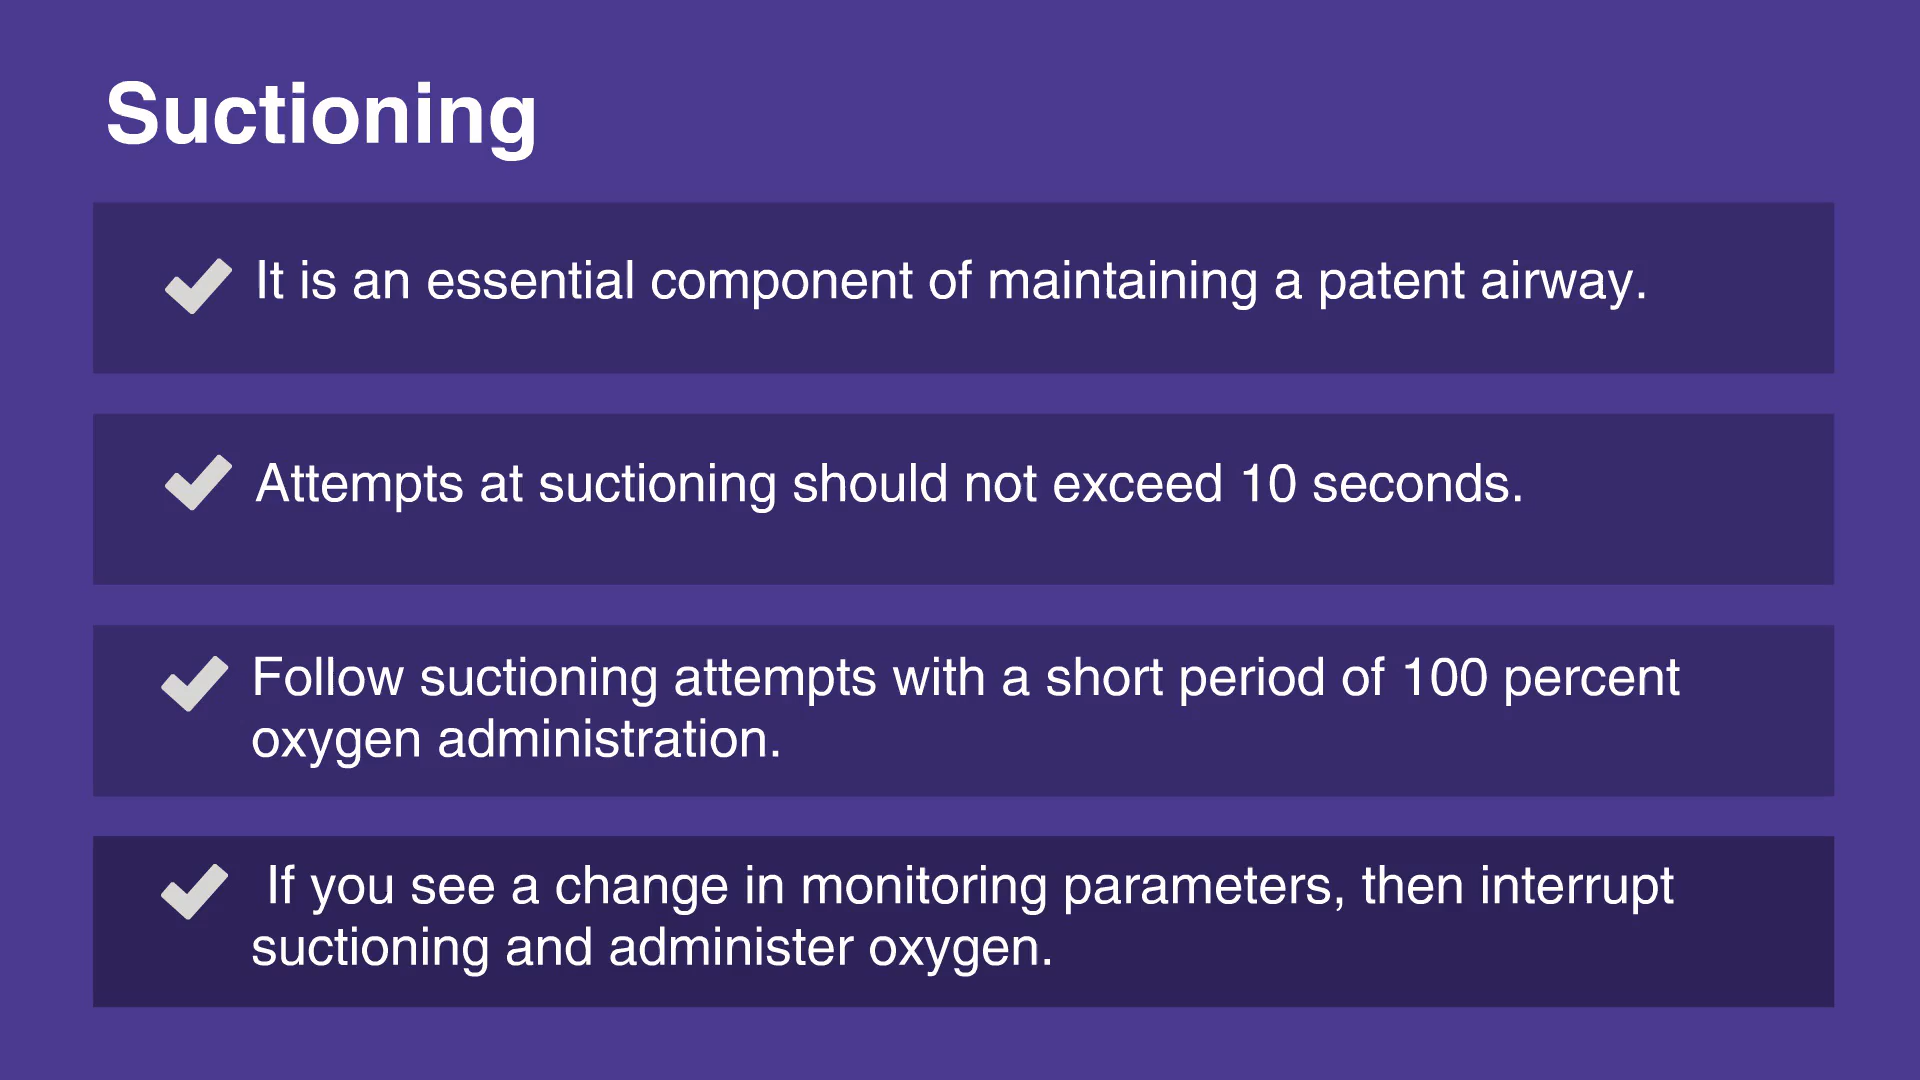 Suctioning
It is an essential component of maintaining a patent airway.
Attempts at suctioning should not exceed 10 seconds.
Follow suctioning attempts with a short period of 100 percent
oxygen administration.
If you see a change in monitoring parameters, then interrupt
suctioning and administer oxygen.